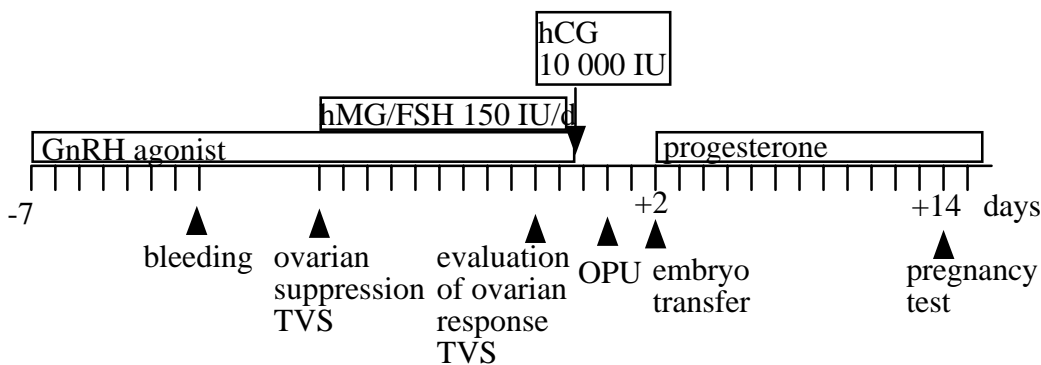 hCG
10 000 IU
hMG/FSH 150 IU/d
GnRH agonist
progesterone
-7
+2
+14 days
bleeding
ovarian
suppression
TVS
evaluation
of ovarian
response
TVS
OPU
embryo
transfer
pregnancy
test